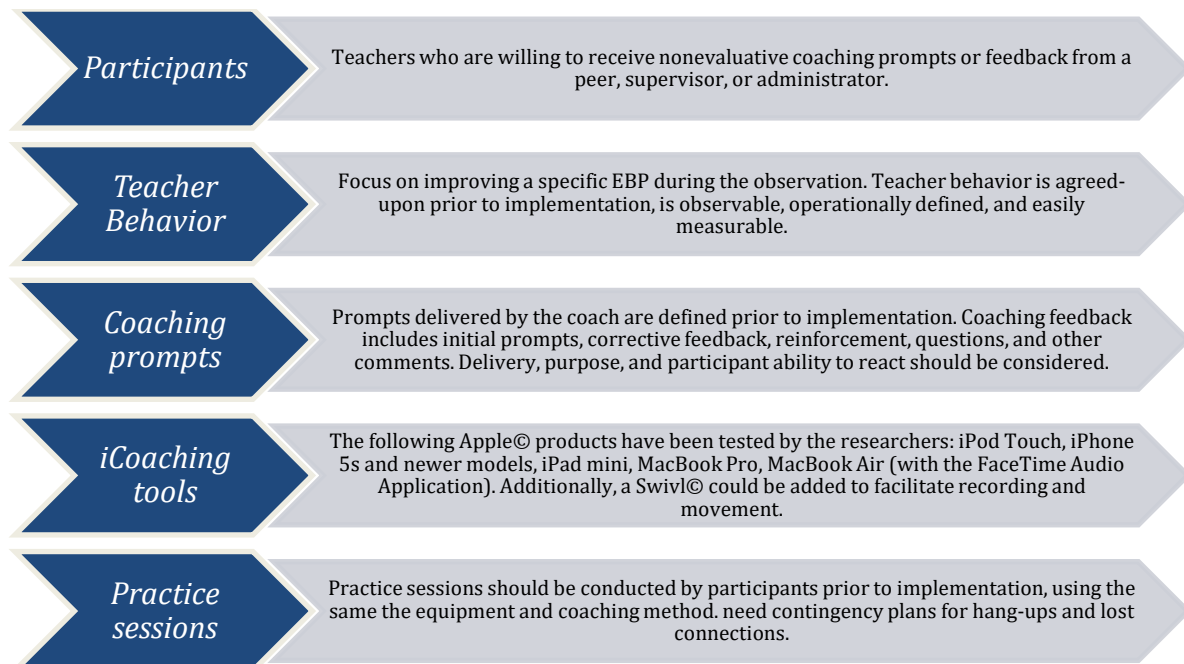 Participants
Teachers who are willing to receive nonevaluative coaching prompts or feedback from a
peer, supervisor, or administrator.
Teacher
Behavior
Focus on improving a specific EBP during the observation. Teacher behavior is agreed-
upon prior to implementation, is observable, operationally defined, and easily
measurable.
Coaching
prompts
Prompts delivered by the coach are defined prior to implementation. Coaching feedback
includes initial prompts, corrective feedback, reinforcement, questions, and other
comments. Delivery, purpose, and participant ability to react should be considered.
iCoaching
tools
The following Apple© products have been tested by the researchers: iPod Touch, iPhone
5s and newer models, iPad mini, MacBook Pro, MacBook Air (with the FaceTime Audio
Application). Additionally, a Swivl© could be added to facilitate recording and
movement.
Practice
sessions
Practice sessions should be conducted by participants prior to implementation, using the
same the equipment and coaching method. need contingency plans for hang-ups and lost
connections.